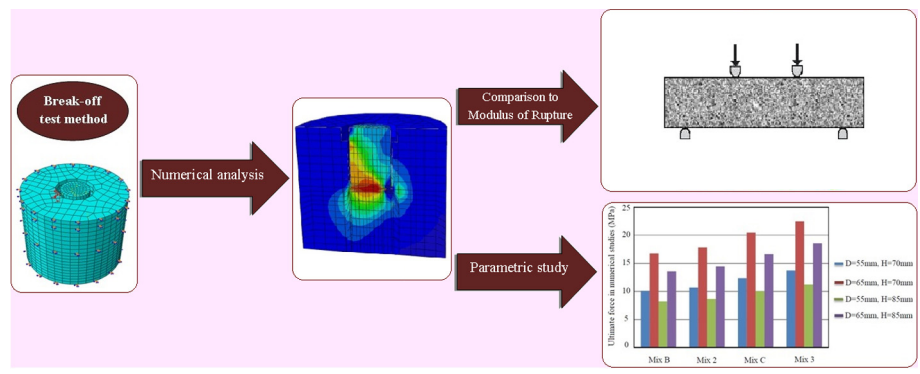 Break-off
test method
Numerical analysis
Comparison to
Modulus of Rupture
Parametric study
Ultimate force in numerical studies (MPa)
25
20
15
10
5
0
Mix B
Mix 2
Mix C
Mix 3
D=55mm, H=70mm
D=65mm, H=70mm
D=55mm, H=85mm
D=65mm, H=85mm